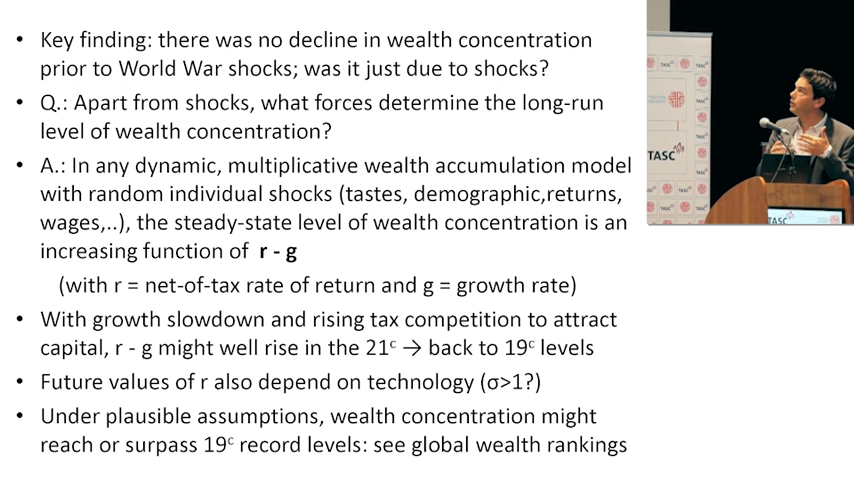 • Key finding: there was no decline in wealth concentration
prior to World War shocks; was it just due to shocks?
• Q.: Apart from shocks, what forces determine the long-run
level of wealth concentration?
• A.: In any dynamic, multiplicative wealth accumulation model
with random individual shocks (tastes, demographic,returns,
wages,..), the steady-state level of wealth concentration is an
increasing function of r - g
(with r = net-of-tax rate of return and g = growth rate)
• With growth slowdown and rising tax competition to attract
capital, r - g might well rise in the 21ᶜ → back to 19ᶜ levels
• Future values of r also depend on technology (σ>1?)
• Under plausible assumptions, wealth concentration might
reach or surpass 19ᶜ record levels: see global wealth rankings
TASC
TASC